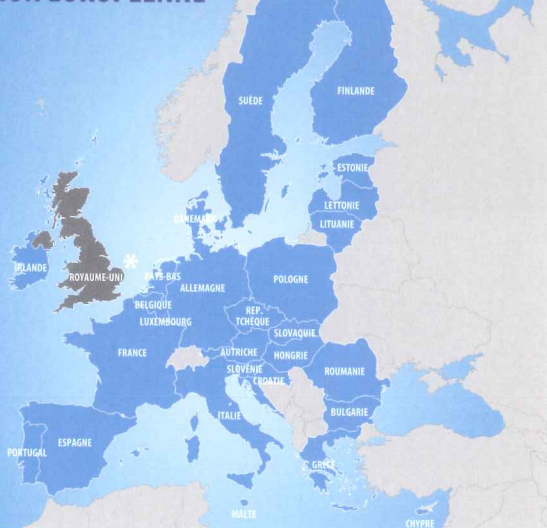 SUÈDE
FINLANDE
ESTONIE
LETTONIE
LITUANIE
DANEMARK
IRLANDE
ROYAUME-UNI
*
PAYS-BAS
ALLEMAGNE
POLOGNE
BELGIQUE
LUXEMBOURG
REP.
TCHÈQUE
SLOVAQUIE
FRANCE
AUTRICHE
HONGRIE
SLOVÉNIE
CROATIE
ROUMANIE
ITALIE
BULGARIE
PORTUGAL
ESPAGNE
GRÈCE
MALTE
CHYPRE